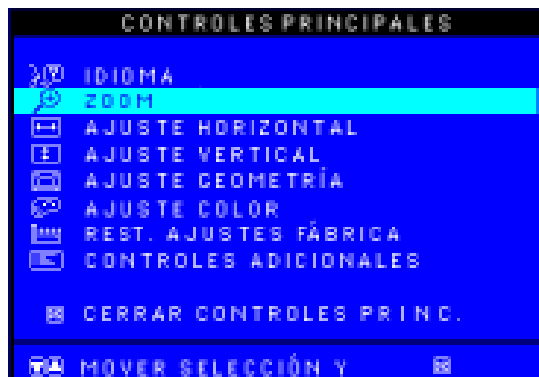 CONTROLES PRINCIPALES
IDIOMA
ZOOM
AJUSTE HORIZONTAL
AJUSTE VERTICAL
AJUSTE GEOMETRÍA
AJUSTE COLOR
REST. AJUSTES FÁBRICA
CONTROLES ADICIONALES
CERRAR CONTROLES PRINC.
MOVER SELECCIÓN Y